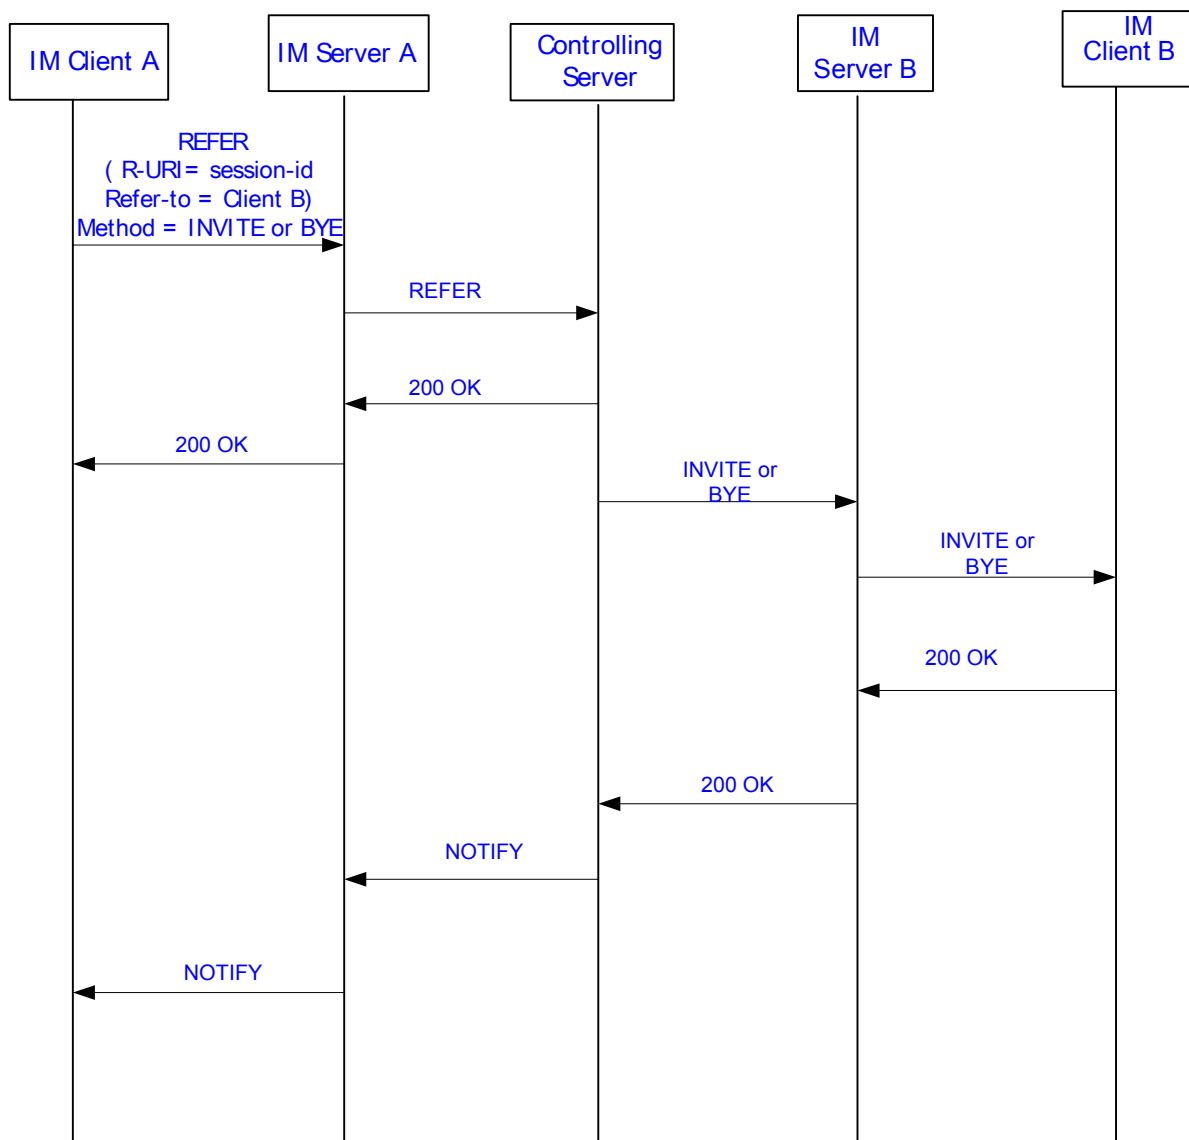 IM Client A
IM Server A
Controlling
Server
IM
Server B
IM
Client B
REFER
( R-URI= session-id
Refer-to = Client B)
Method = INVITE or BYE
REFER
200 OK
200 OK
INVITE or
BYE
INVITE or
BYE
200 OK
200 OK
NOTIFY
NOTIFY